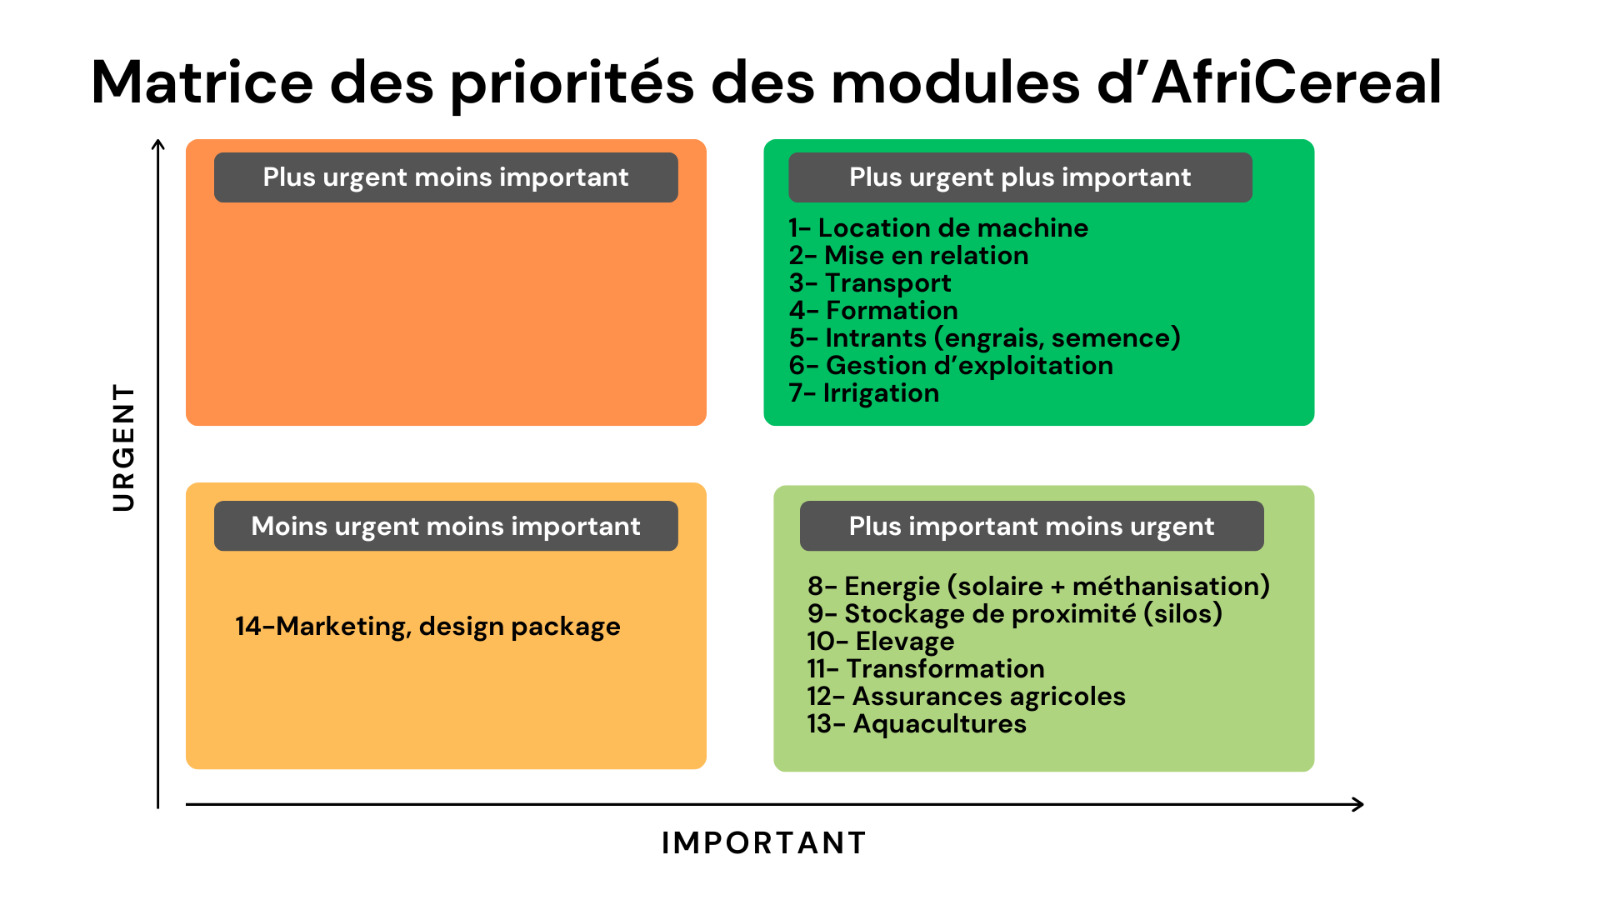 Matrice des priorités des modules d’AfriCereal
Plus urgent moins important
Plus urgent plus important
1- Location de machine
2- Mise en relation
3- Transport
4- Formation
5- Intrants (engrais, semence)
6- Gestion d’exploitation
7- Irrigation
URGENT
Moins urgent moins important
14-Marketing, design package
Plus important moins urgent
8- Energie (solaire + méthanisation)
9- Stockage de proximité (silos)
10- Elevage
11- Transformation
12- Assurances agricoles
13- Aquacultures
IMPORTANT